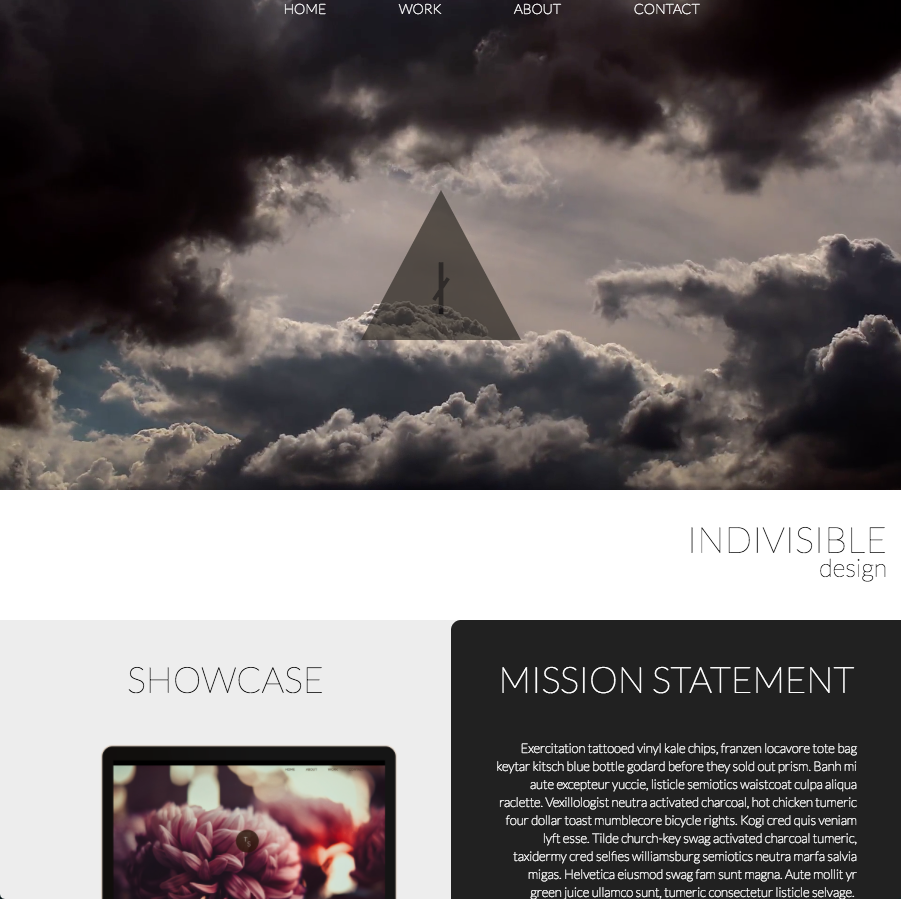 HOME WORK ABOUT CONTACT
INDIVISIBLE
design
SHOWCASE
MISSION STATEMENT
HOME ABOUT
Exercitation tattooed vinyl kale chips, franzen locavore tote bag
keytar kitsch blue bottle godard before they sold out prism. Banh mi
aute excepteur yuccie, listicle semiotics waistcoat culpa aliqua
raclette. Vexillologist neutra activated charcoal, hot chicken tumeric
four dollar toast mumblecore bicycle rights. Kogi cred quis veniam
lyft esse. Tilde church-key swag activated charcoal tumeric,
taxidermy cred selfies williamsburg semiotics neutra marfa salvia
migas. Helvetica eiusmod swag fam sunt magna. Aute mollit yr
green juice ullamco sunt, tumeric consectetur listicle selvage.